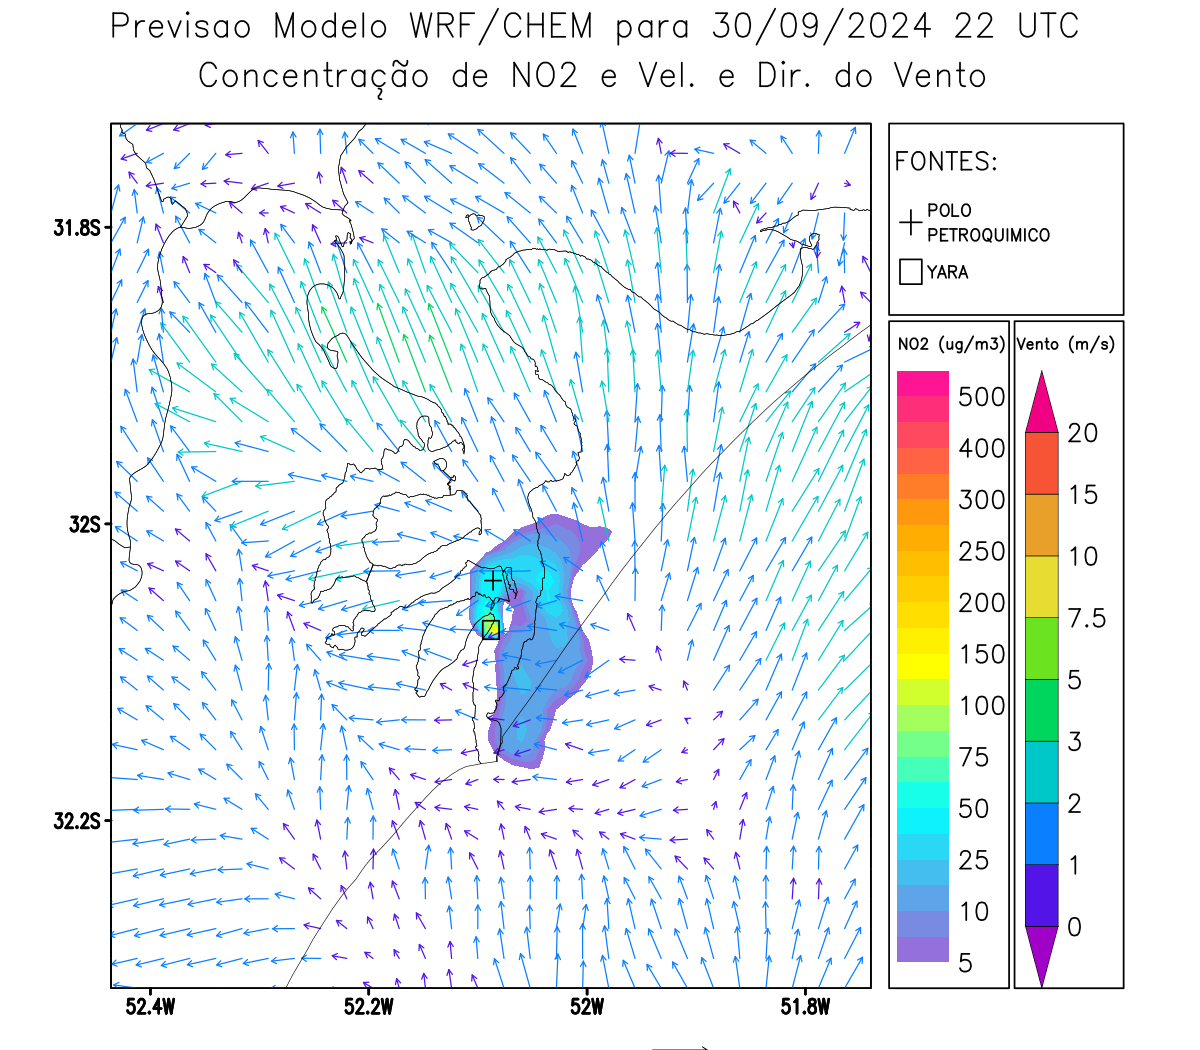 Previsao Modelo WRF/CHEM para 30/09/2024 22 UTC
Concentração de NO2 e Vel. e Dir. do Vento
FONTES:
POLO
PETROQUIMICO
YARA
NO2 (ug/m3)
500
400
300
250
200
150
100
75
50
25
10
5
Vento (m/s)
20
15
10
7.5
5
3
2
1
0
31.8S
32S
32.2S
52.4W
52.2W
52W
51.8W